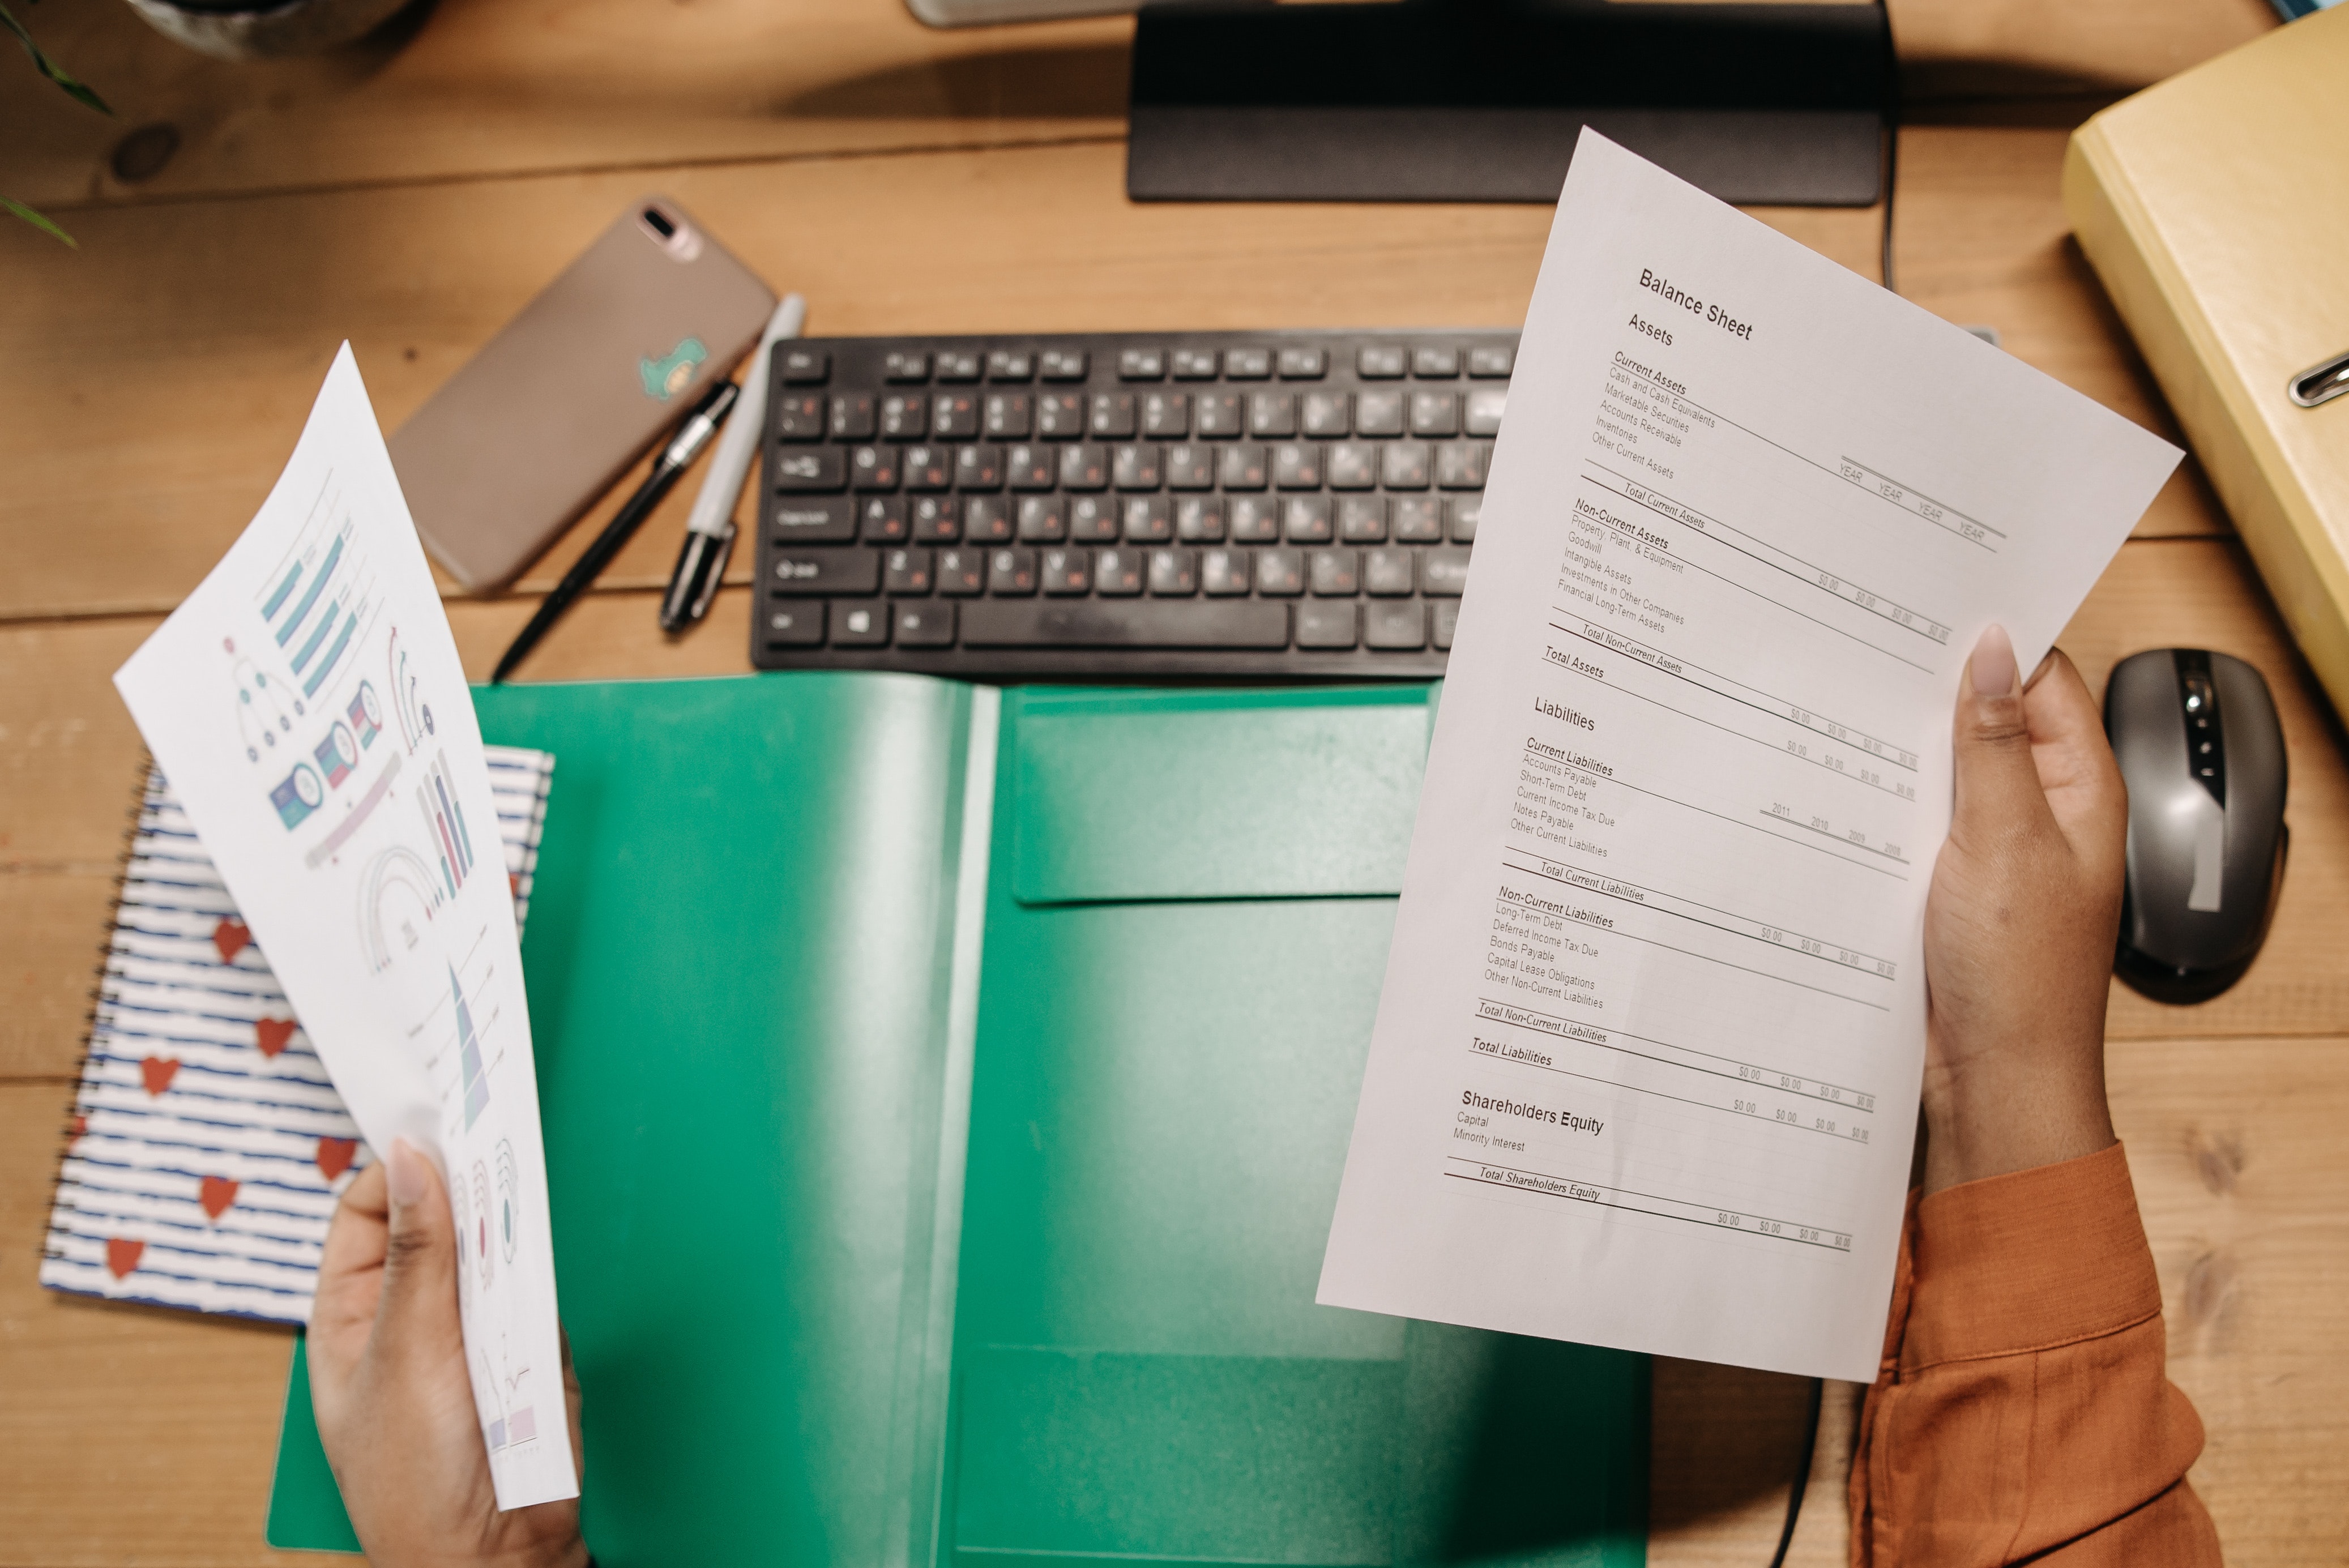 Balance Sheet
Assets
YEAR YEAR YEAR YEAR
Current Assets
Cash and Cash Equivalents
Marketable Securities
Accounts Receivable
Inventories
Other Current Assets
Total Current Assets $0.00 $0.00 $0.00 $0.00
Non-Current Assets
Property, Plant, & Equipment
Goodwill
Intangible Assets
Investments in Other Companies
Financial Long-Term Assets
Total Non-Current Assets $0.00 $0.00 $0.00 $0.00
Total Assets $0.00 $0.00 $0.00 $0.00
Liabilities
2011 2010 2009 2008
Current Liabilities
Accounts Payable
Short-Term Debt
Current Income Tax Due
Notes Payable
Other Current Liabilities
Total Current Liabilities $0.00 $0.00 $0.00 $0.00
Non-Current Liabilities
Long-Term Debt
Deferred Income Tax Due
Bonds Payable
Capital Lease Obligations
Other Non-Current Liabilities
Total Non-Current Liabilities $0.00 $0.00 $0.00 $0.00
Total Liabilities $0.00 $0.00 $0.00 $0.00
Shareholders Equity
Capital
Minority Interest
Total Shareholders Equity $0.00 $0.00 $0.00 $0.00